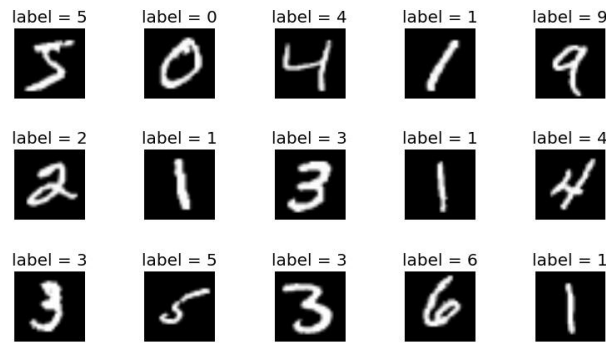 label = 5 label = 0 label = 4 label = 1 label = 9
5 0 4 1 9
label = 2 label = 1 label = 3 label = 1 label = 4
2 1 3 1 4
label = 3 label = 5 label = 3 label = 6 label = 1
3 5 3 6 1